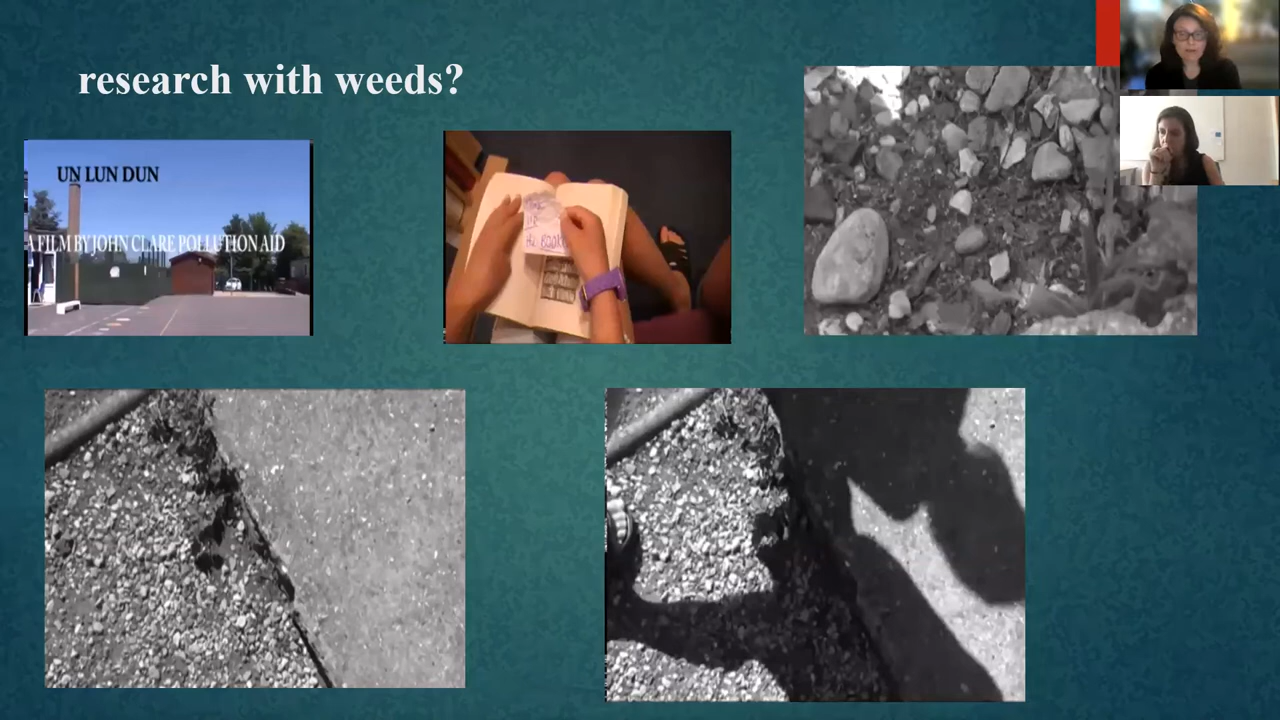 research with weeds?
UN LUN DUN
A FILM BY JOHN CLARE POLLUTION AID